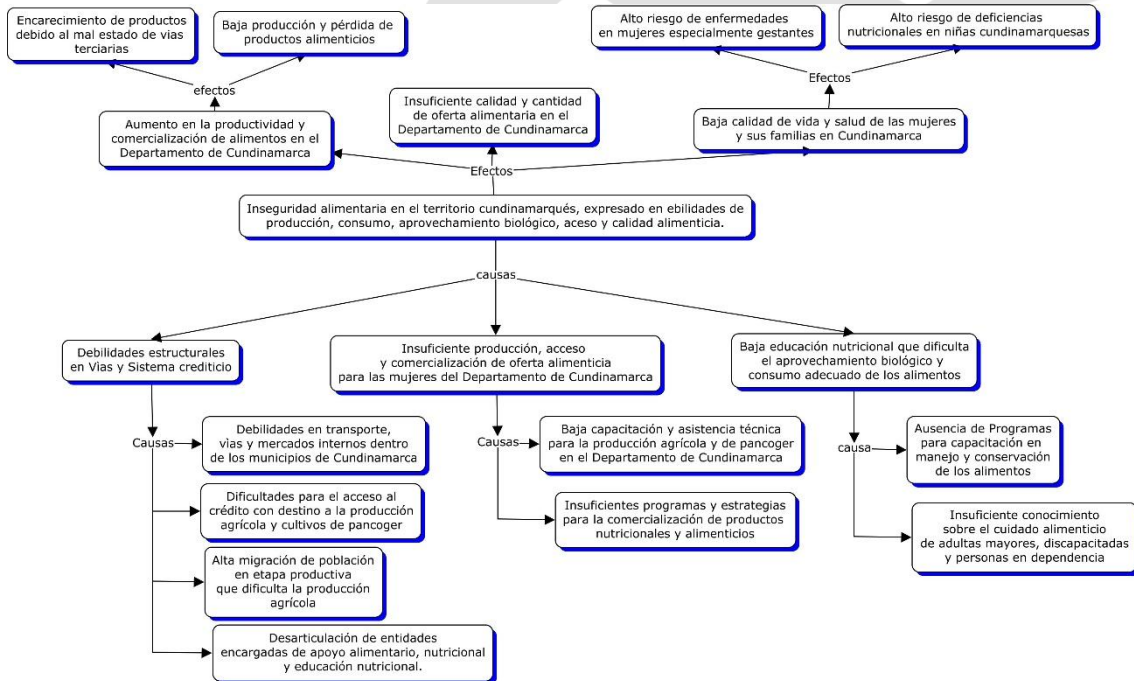 Encarecimiento de productos
debido al mal estado de vias
terciarias
Baja producción y pérdida de
productos alimenticios
Alto riesgo de enfermedades
en mujeres especialmente gestantes
Alto riesgo de deficiencias
nutricionales en niñas cundinamarquesas
efectos
Efectos
Aumento en la productividad y
comercialización de alimentos en el
Departamento de Cundinamarca
Insuficiente calidad y cantidad
de oferta alimentaria en el
Departamento de Cundinamarca
Baja calidad de vida y salud de las mujeres
y sus familias en Cundinamarca
Efectos
Inseguridad alimentaria en el territorio cundinamarqués, expresado en ebilidades de
producción, consumo, aprovechamiento biológico, aceso y calidad alimenticia.
causas
Debilidades estructurales
en Vìas y Sistema crediticio
Insuficiente producción, acceso
y comercialización de oferta alimenticia
para las mujeres del Departamento de Cundinamarca
Baja educación nutricional que dificulta
el aprovechamiento biológico y
consumo adecuado de los alimentos
Causas
Debilidades en transporte,
vìas y mercados internos dentro
de los municipios de Cundinamarca
Dificultades para el acceso al
crédito con destino a la producción
agrícola y cultivos de pancoger
Alta migración de población
en etapa productiva
que dificulta la producción
agrícola
Desarticulación de entidades
encargadas de apoyo alimentario, nutricional
y educación nutricional.
Causas
Baja capacitación y asistencia técnica
para la producción agrícola y de pancoger
en el Departamento de Cundinamarca
Insuficientes programas y estrategias
para la comercialización de productos
nutricionales y alimenticios
causa
Ausencia de Programas
para capacitación en
manejo y conservación
de los alimentos
Insuficiente conocimiento
sobre el cuidado alimenticio
de adultas mayores, discapacitadas
y personas en dependencia